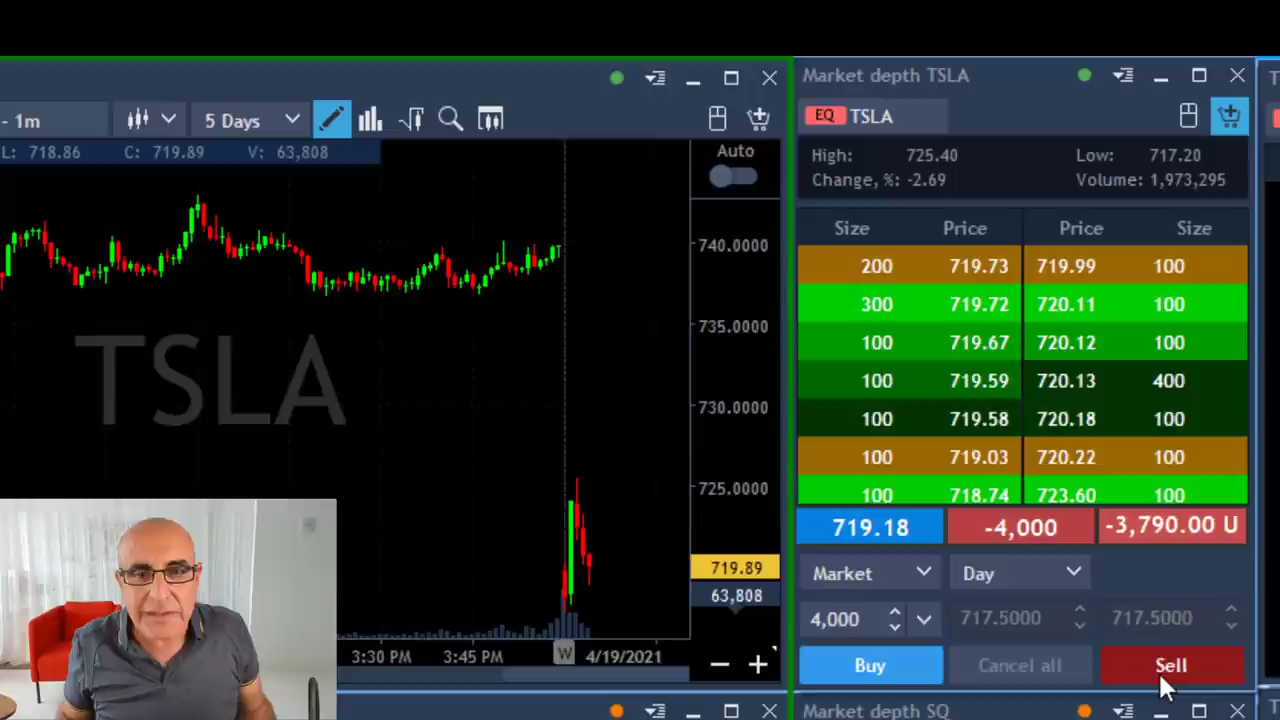 Market depth TSLA
- 1m
5 Days
EQ TSLA
L: 718.86 C: 719.89 V: 63,808
Auto
High: 725.40 Low: 717.20
Change, %: -2.69 Volume: 1,973,295
Size Price Price Size
200 719.73 719.99 100
300 719.72 720.11 100
100 719.67 720.12 100
100 719.59 720.13 400
100 719.58 720.18 100
100 719.03 720.22 100
100 718.74 723.60 100
740.0000
735.0000
730.0000
725.0000
TSLA
719.89
63,808
719.18 -4,000 -3,790.00 U
Market Day
4,000 717.5000 717.5000
Buy Cancel all Sell
3:30 PM 3:45 PM W 4/19/2021
Market depth SQ